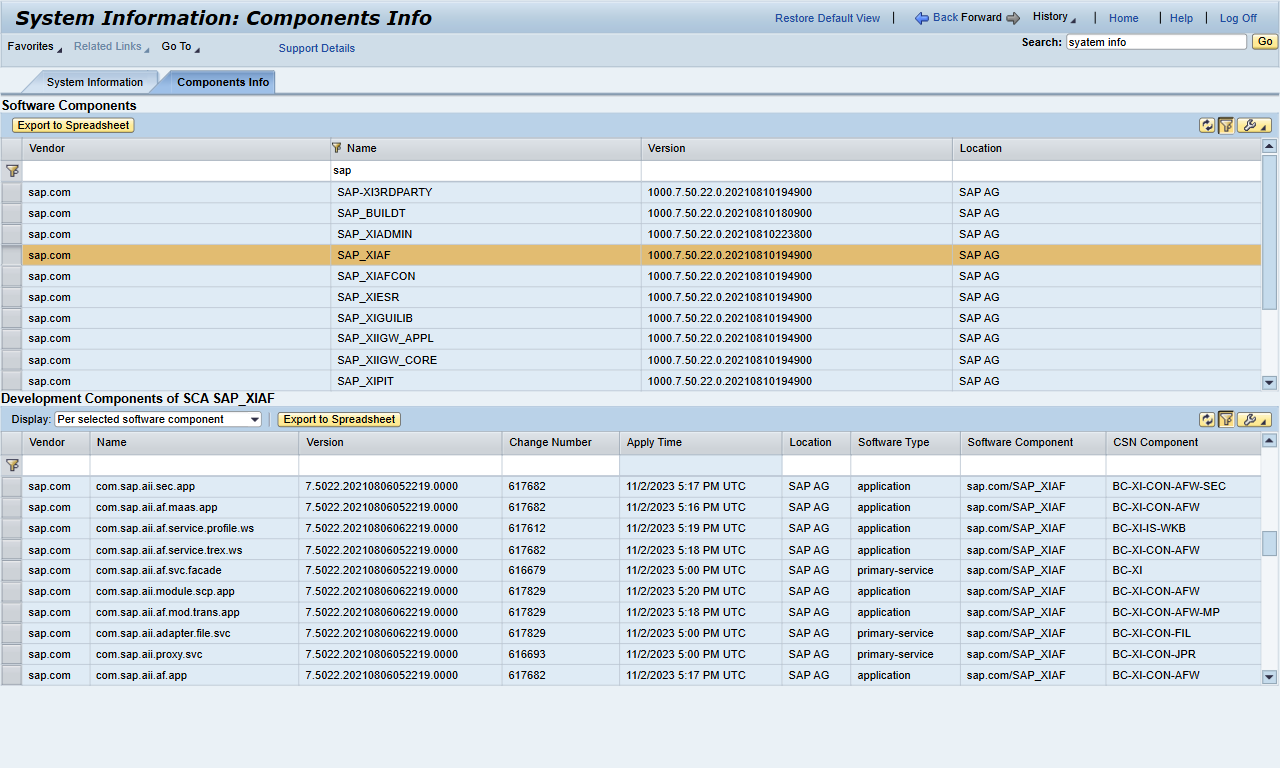 System Information: Components Info
Restore Default View | Back Forward History | Home | Help | Log Off
Favorites Related Links Go To Support Details Search: syatem info Go
System Information Components Info
Software Components
Export to Spreadsheet
Vendor Name Version Location
sap
sap.com SAP-XI3RDPARTY 1000.7.50.22.0.20210810194900 SAP AG
sap.com SAP_BUILDT 1000.7.50.22.0.20210810180900 SAP AG
sap.com SAP_XIADMIN 1000.7.50.22.0.20210810223800 SAP AG
sap.com SAP_XIAF 1000.7.50.22.0.20210810194900 SAP AG
sap.com SAP_XIAFCON 1000.7.50.22.0.20210810194900 SAP AG
sap.com SAP_XIESR 1000.7.50.22.0.20210810194900 SAP AG
sap.com SAP_XIGUILIB 1000.7.50.22.0.20210810194900 SAP AG
sap.com SAP_XIIGW_APPL 1000.7.50.22.0.20210810194900 SAP AG
sap.com SAP_XIIGW_CORE 1000.7.50.22.0.20210810194900 SAP AG
sap.com SAP_XIPIT 1000.7.50.22.0.20210810194900 SAP AG
Development Components of SCA SAP_XIAF
Display: Per selected software component Export to Spreadsheet
Vendor Name Version Change Number Apply Time Location Software Type Software Component CSN Component
sap.com com.sap.aii.sec.app 7.5022.20210806052219.0000 617682 11/2/2023 5:17 PM UTC SAP AG application sap.com/SAP_XIAF BC-XI-CON-AFW-SEC
sap.com com.sap.aii.af.maas.app 7.5022.20210806052219.0000 617682 11/2/2023 5:16 PM UTC SAP AG application sap.com/SAP_XIAF BC-XI-CON-AFW
sap.com com.sap.aii.af.service.profile.ws 7.5022.20210806052219.0000 617612 11/2/2023 5:19 PM UTC SAP AG application sap.com/SAP_XIAF BC-XI-IS-WKB
sap.com com.sap.aii.af.service.trex.ws 7.5022.20210806052219.0000 617682 11/2/2023 5:18 PM UTC SAP AG application sap.com/SAP_XIAF BC-XI-CON-AFW
sap.com com.sap.aii.af.svc.facade 7.5022.20210806052219.0000 616679 11/2/2023 5:00 PM UTC SAP AG primary-service sap.com/SAP_XIAF BC-XI
sap.com com.sap.aii.module.scp.app 7.5022.20210806062219.0000 617829 11/2/2023 5:20 PM UTC SAP AG application sap.com/SAP_XIAF BC-XI-CON-AFW
sap.com com.sap.aii.af.mod.trans.app 7.5022.20210806062219.0000 617829 11/2/2023 5:18 PM UTC SAP AG application sap.com/SAP_XIAF BC-XI-CON-AFW-MP
sap.com com.sap.aii.adapter.file.svc 7.5022.20210806062219.0000 617829 11/2/2023 5:00 PM UTC SAP AG primary-service sap.com/SAP_XIAF BC-XI-CON-FIL
sap.com com.sap.aii.proxy.svc 7.5022.20210806052219.0000 616693 11/2/2023 5:00 PM UTC SAP AG primary-service sap.com/SAP_XIAF BC-XI-CON-JPR
sap.com com.sap.aii.af.app 7.5022.20210806052219.0000 617682 11/2/2023 5:17 PM UTC SAP AG application sap.com/SAP_XIAF BC-XI-CON-AFW